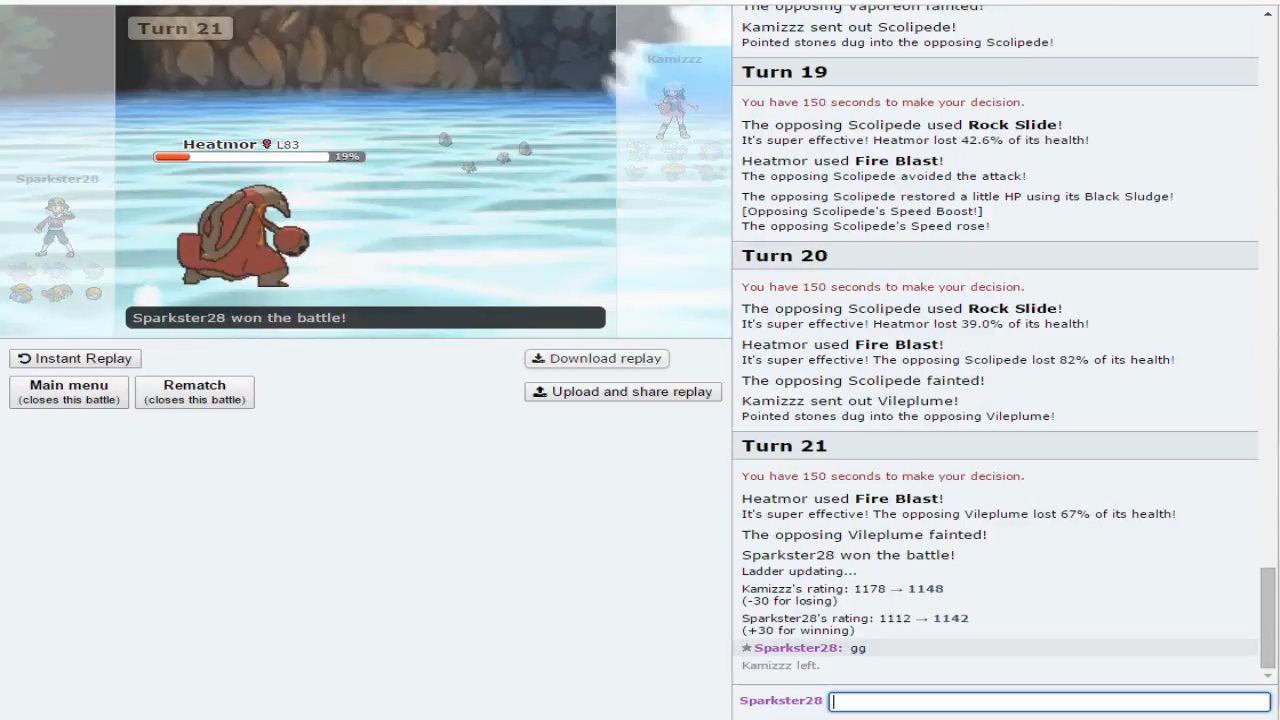 Turn 21
Kamizzz
Heatmor L83
19%
Sparkster28
Sparkster28 won the battle!
Instant Replay
Download replay
Main menu
(closes this battle)
Rematch
(closes this battle)
Upload and share replay
The opposing Vaporeon fainted!
Kamizzz sent out Scolipede!
Pointed stones dug into the opposing Scolipede!
Turn 19
You have 150 seconds to make your decision.
The opposing Scolipede used Rock Slide!
It's super effective! Heatmor lost 42.6% of its health!
Heatmor used Fire Blast!
The opposing Scolipede avoided the attack!
The opposing Scolipede restored a little HP using its Black Sludge!
[Opposing Scolipede's Speed Boost!]
The opposing Scolipede's Speed rose!
Turn 20
You have 150 seconds to make your decision.
The opposing Scolipede used Rock Slide!
It's super effective! Heatmor lost 39.0% of its health!
Heatmor used Fire Blast!
It's super effective! The opposing Scolipede lost 82% of its health!
The opposing Scolipede fainted!
Kamizzz sent out Vileplume!
Pointed stones dug into the opposing Vileplume!
Turn 21
You have 150 seconds to make your decision.
Heatmor used Fire Blast!
It's super effective! The opposing Vileplume lost 67% of its health!
The opposing Vileplume fainted!
Sparkster28 won the battle!
Ladder updating...
Kamizzz's rating: 1178 → 1148
(-30 for losing)
Sparkster28's rating: 1112 → 1142
(+30 for winning)
★Sparkster28: gg
Kamizzz left.
Sparkster28